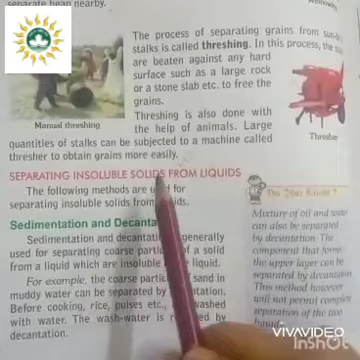 separate heap nearby.
The process of separating grains from sun-
stalks is called threshing. In this process, the
are beaten against any hard
surface such as a large rock
or a stone slab etc. to free the
grains.
Threshing is also done with
the help of animals. Large
quantities of stalks can be subjected to a machine called
thresher to obtain grains more easily.
Manual threshing
Winnowing
Thresher
SEPARATING INSOLUBLE SOLIDS FROM LIQUIDS
The following methods are used for
separating insoluble solids from
Sedimentation and Decanta
Sedimentation and decantation generally
used for separating coarse of a solid
from a liquid which are insoluble liquid.
For example, the coarse of sand in
muddy water can be separated by
Before cooking, rice, pulses etc., washed
with water. The wash-water is by
decantation.
Do You Know?
Mixture of oil and water
can also be separated
by decantation. The
component that forms
the upper layer can be
separated by decantation
This method however
will not permit complete
separation of the two
VIVAVIDEO
InShot